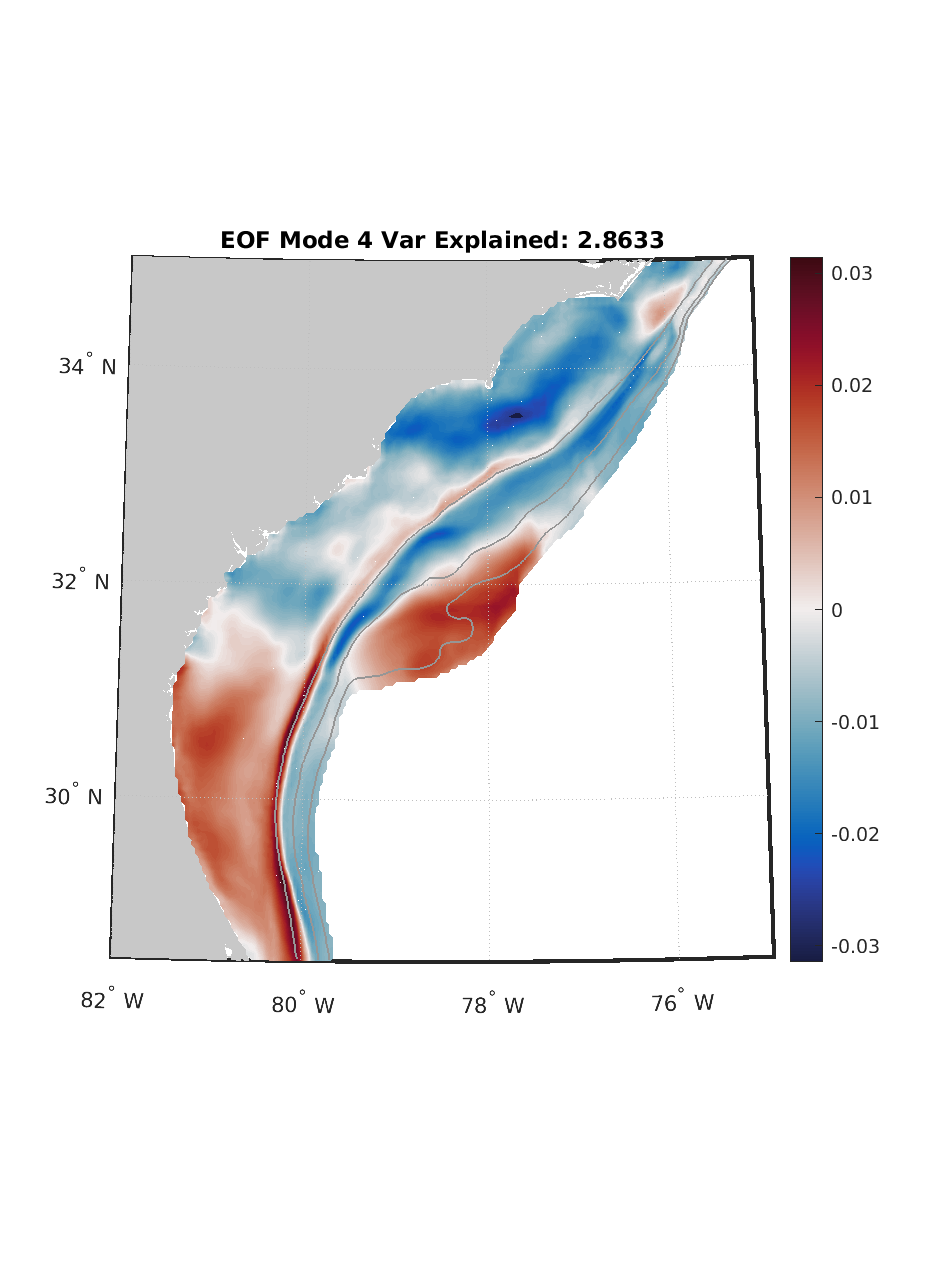 EOF Mode 4 Var Explained: 2.8633
34° N
32° N
30° N
82° W
80° W
78° W
76° W
0.03
0.02
0.01
0
-0.01
-0.02
-0.03